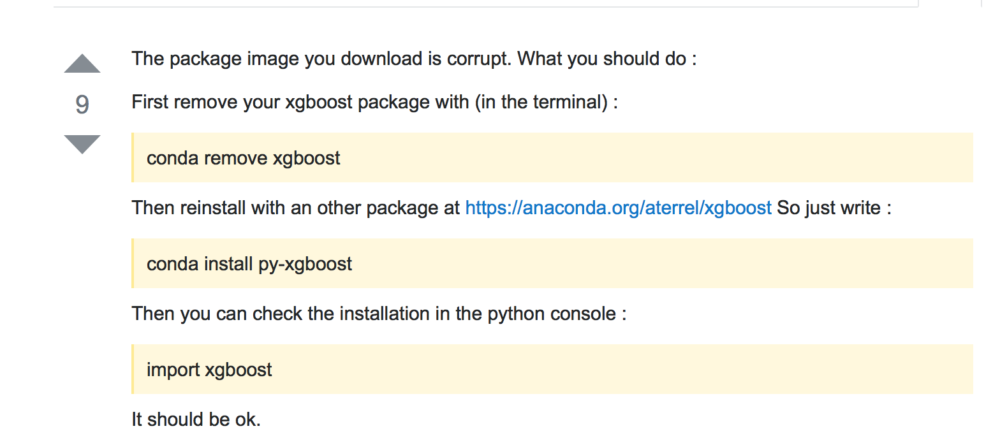 The package image you download is corrupt. What you should do :
9
First remove your xgboost package with (in the terminal) :
conda remove xgboost
Then reinstall with an other package at https://anaconda.org/aterrel/xgboost So just write :
conda install py-xgboost
Then you can check the installation in the python console :
import xgboost
It should be ok.